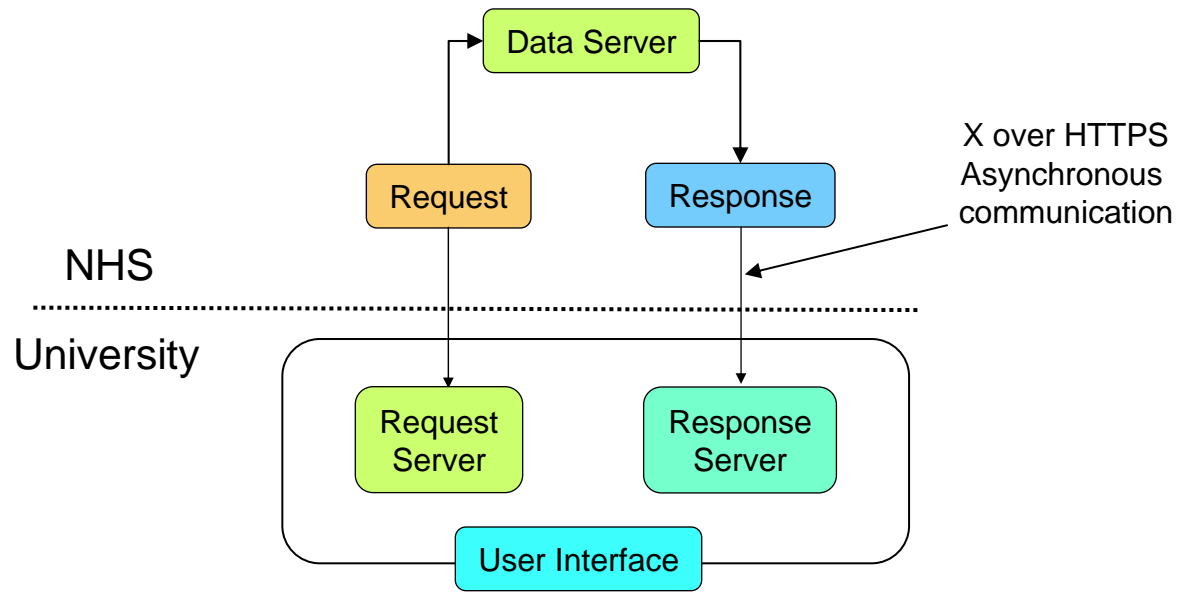 Data Server
X over HTTPS
Asynchronous
communication
Request
Response
NHS
University
Request
Server
Response
Server
User Interface